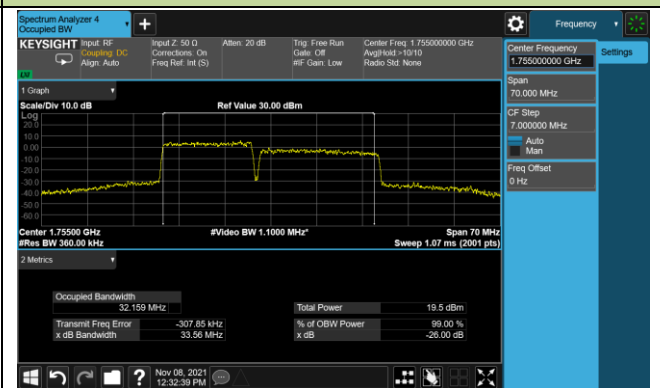 Spectrum Analyzer 4
Occupied BW
+
Frequency
KEYSIGHT
Input: RF
Coupling: DC
Align: Auto
Input Z: 50 Ω
Corrections: On
Freq Ref: Int (S)
Atten: 20 dB
Trig: Free Run
Gate: Off
#IF Gain: Low
Center Freq: 1.755000000 GHz
Avg|Hold:>10/10
Radio Std: None
Center Frequency
1.755000000 GHz
Settings
Span
70.000 MHz
CF Step
7.000000 MHz
Auto
Man
Freq Offset
0 Hz
1 Graph
Scale/Div 10.0 dB
Ref Value 30.00 dBm
Log
20.0
10.0
0.00
-10.0
-20.0
-30.0
-40.0
-50.0
-60.0
Center 1.75500 GHz
#Video BW 1.1000 MHz*
Span 70 MHz
#Res BW 360.00 kHz
Sweep 1.07 ms (2001 pts)
2 Metrics
Occupied Bandwidth
32.159 MHz
Total Power
19.5 dBm
Transmit Freq Error
-307.85 kHz
% of OBW Power
99.00 %
x dB Bandwidth
33.56 MHz
x dB
-26.00 dB
?
Nov 08, 2021
12:32:39 PM